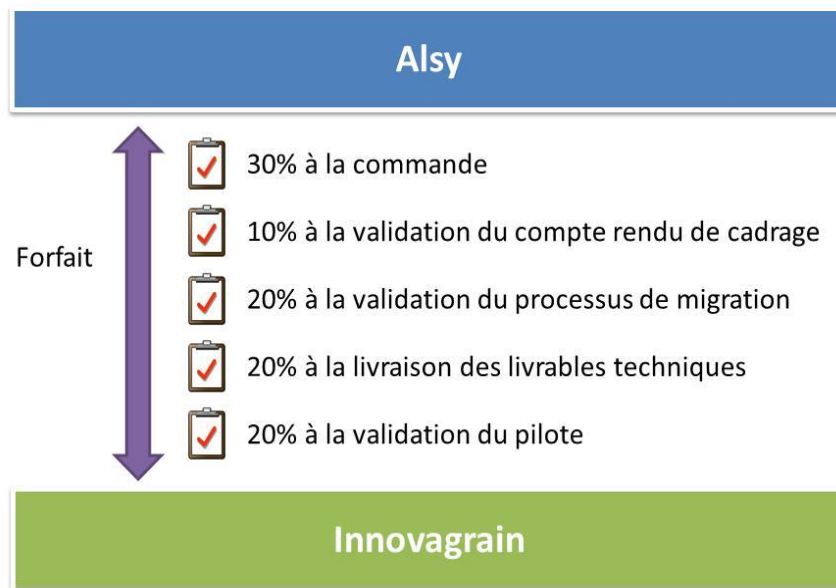 Alsy
30% à la commande
10% à la validation du compte rendu de cadrage
Forfait
20% à la validation du processus de migration
20% à la livraison des livrables techniques
20% à la validation du pilote
Innovagrain